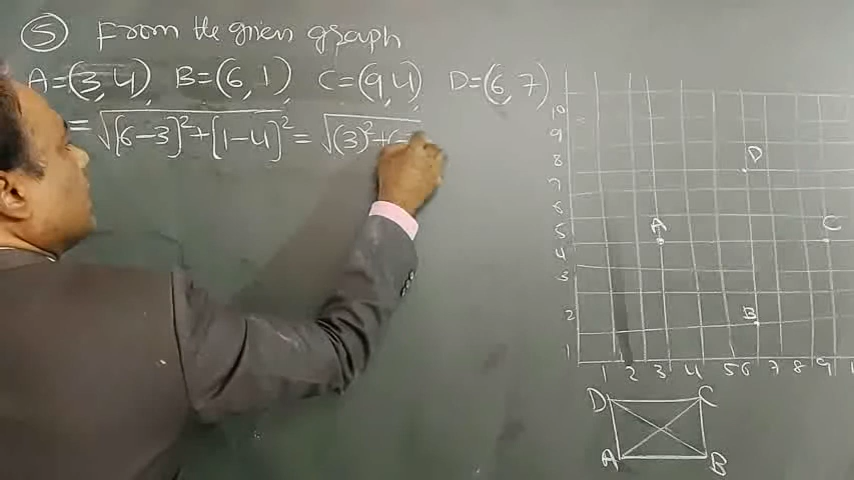 5 From the given graph
A=(3,4), B=(6,1), C=(9,4), D=(6,7)
=√[6-3]²+[1-4]² = √(3)²+(-
10
9
8 D
7
6
A C
5
4
3
2 B
1
1 2 3 4 5 6 7 8 9
D C
A B